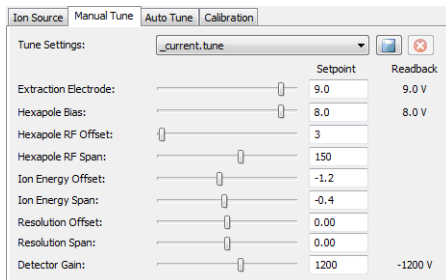 Ion Source Manual Tune Auto Tune Calibration
Tune Settings: _current.tune
Setpoint Readback
Extraction Electrode: 9.0 9.0 V
Hexapole Bias: 8.0 8.0 V
Hexapole RF Offset: 3
Hexapole RF Span: 150
Ion Energy Offset: -1.2
Ion Energy Span: -0.4
Resolution Offset: 0.00
Resolution Span: 0.00
Detector Gain: 1200 -1200 V